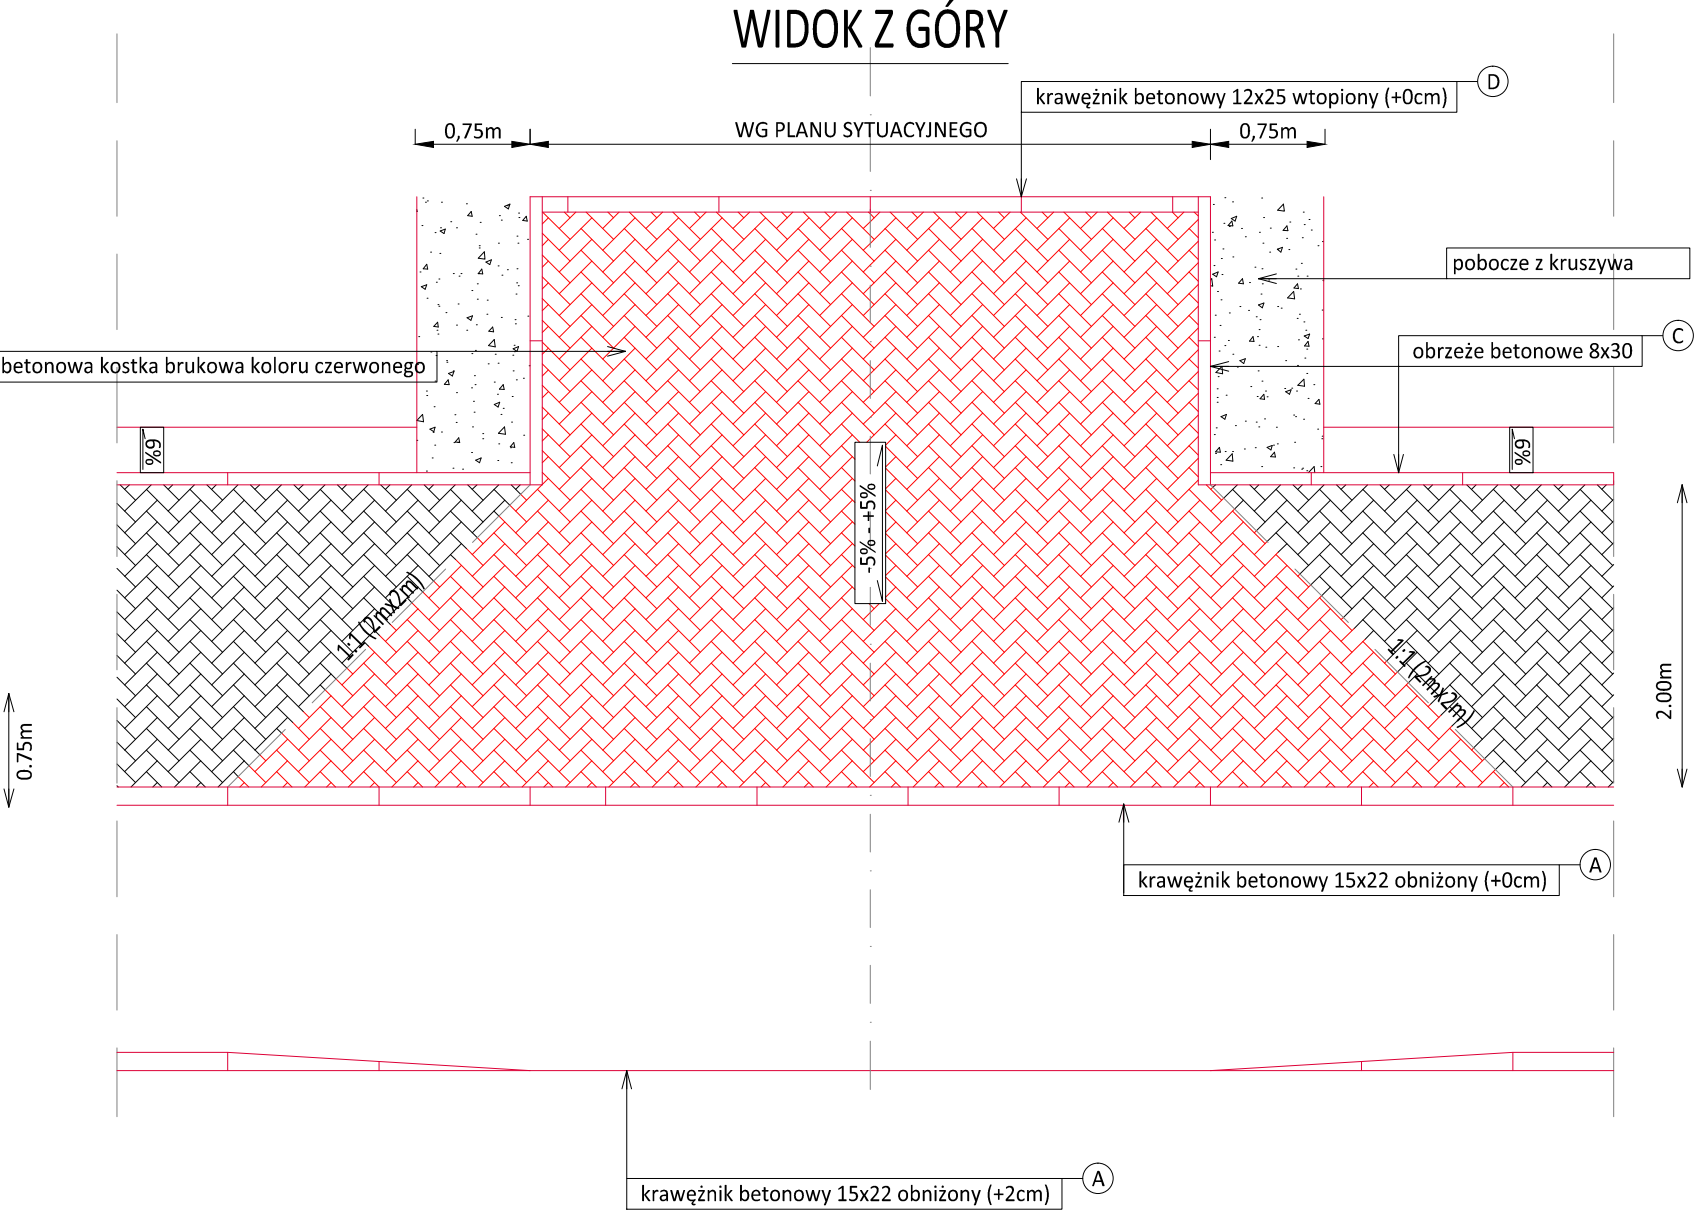 WIDOK Z GÓRY
krawężnik betonowy 12x25 wtopiony (+0cm)
D
0,75m
WG PLANU SYTUACYJNEGO
0,75m
pobocze z kruszywa
C
obrzeże betonowe 8x30
betonowa kostka brukowa koloru czerwonego
6%
6%
-5% - +5%
1:1 (2mx2m)
1:1 (2mx2m)
2.00m
0.75m
A
krawężnik betonowy 15x22 obniżony (+0cm)
A
krawężnik betonowy 15x22 obniżony (+2cm)